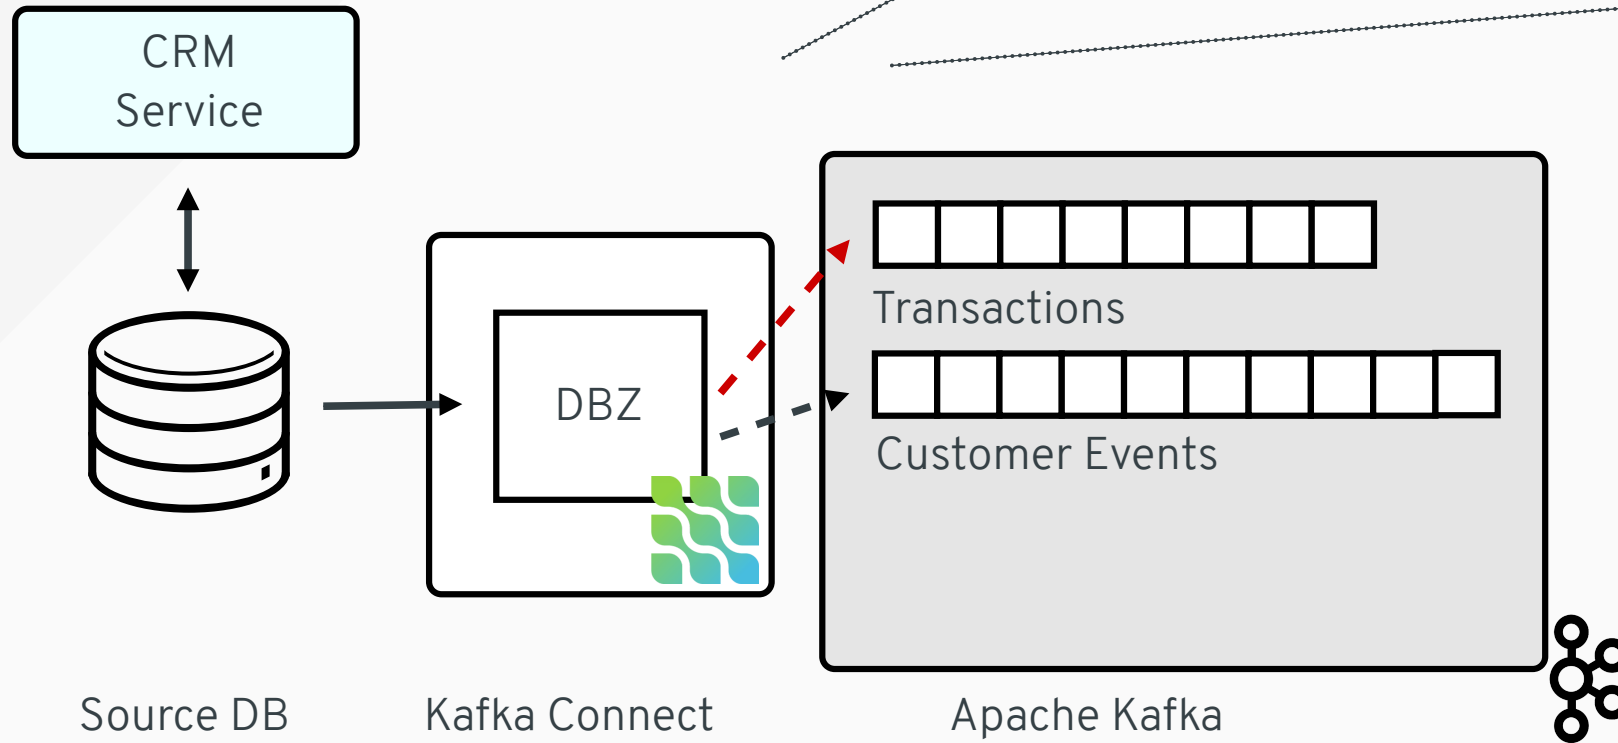 CRM
Service
DBZ
Transactions
Customer Events
Source DB
Kafka Connect
Apache Kafka